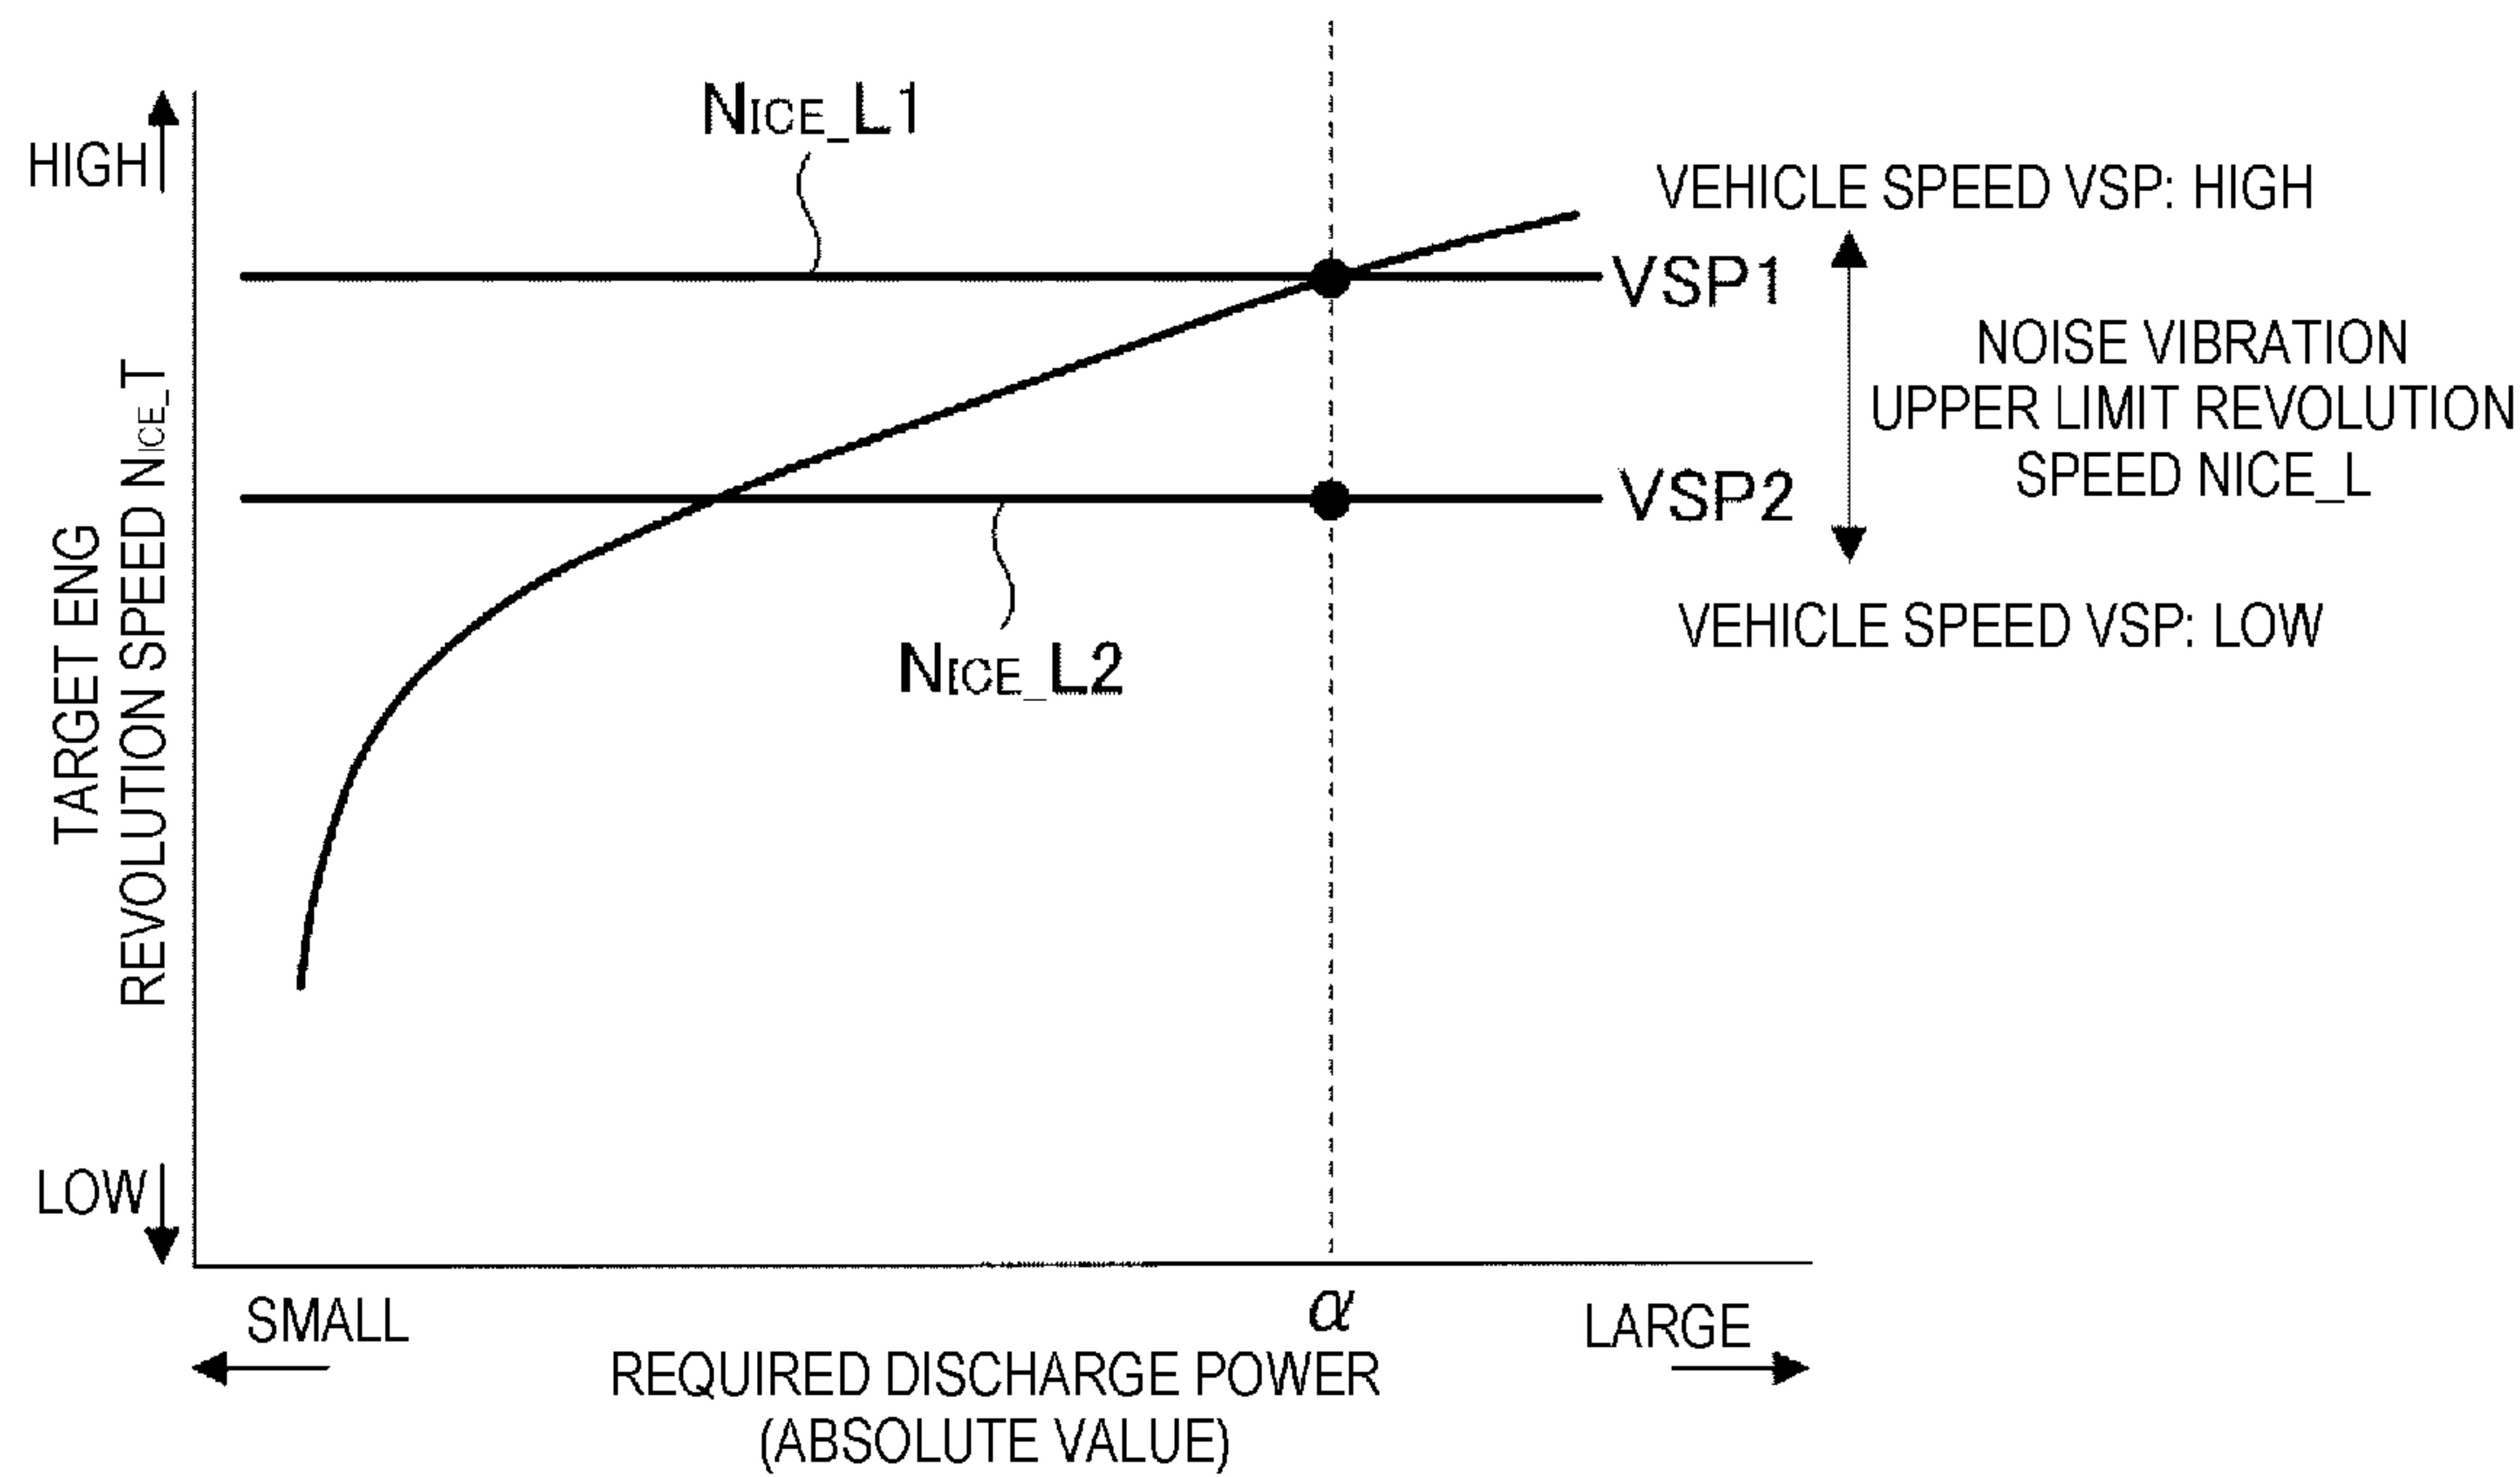 HIGH
NICE_L1
VEHICLE SPEED VSP: HIGH
VSP1
NOISE VIBRATION
UPPER LIMIT REVOLUTION
SPEED NICE_L
VSP2
VEHICLE SPEED VSP: LOW
NICE_L2
TARGET ENG
REVOLUTION SPEED NICE_T
LOW
SMALL
α
LARGE
REQUIRED DISCHARGE POWER
(ABSOLUTE VALUE)